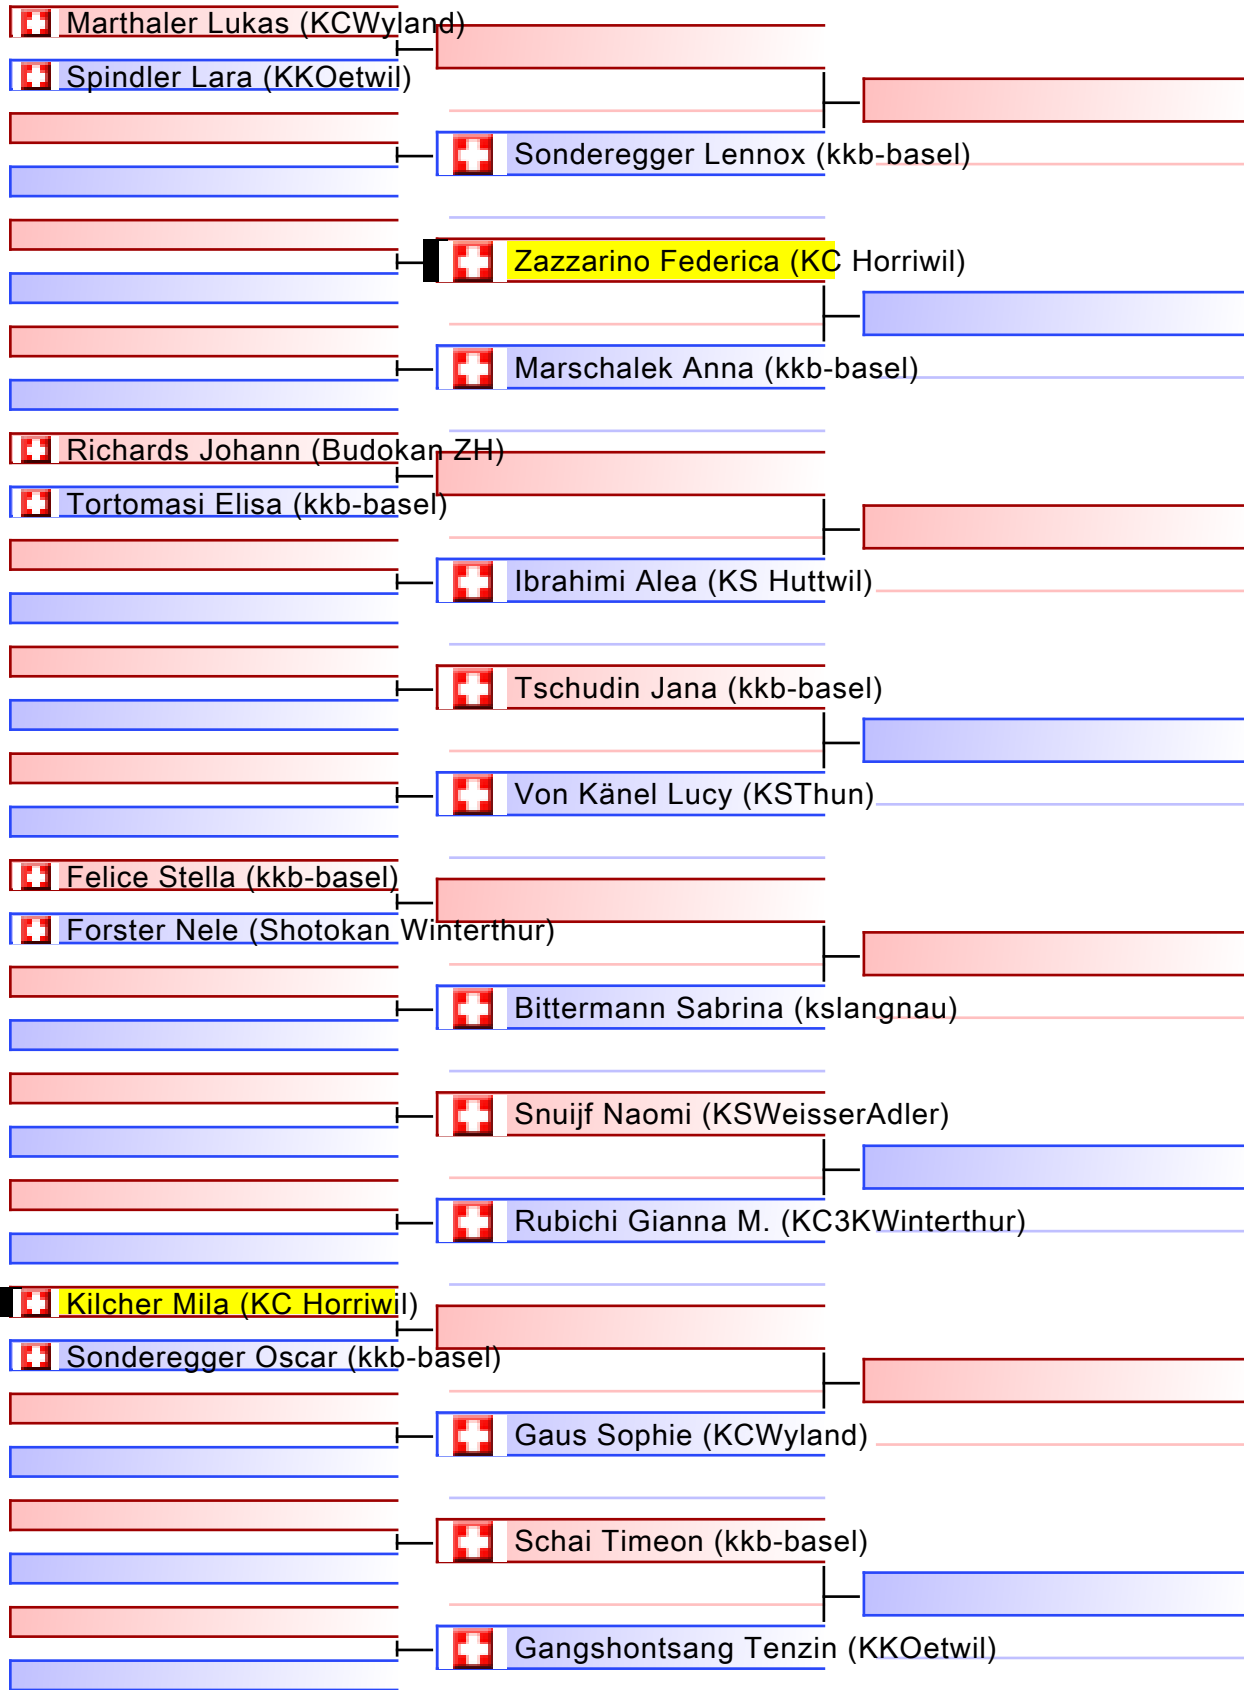 Marthaler Lukas (KCWyland)
Spindler Lara (KKOetwil)
Sonderegger Lennox (kkb-basel)
Zazzarino Federica (KC Horriwil)
Marschalek Anna (kkb-basel)
Richards Johann (Budokan ZH)
Tortomasi Elisa (kkb-basel)
Ibrahimi Alea (KS Huttwil)
Tschudin Jana (kkb-basel)
Von Känel Lucy (KSThun)
Felice Stella (kkb-basel)
Forster Nele (Shotokan Winterthur)
Bittermann Sabrina (kslangnau)
Snuijf Naomi (KSWeisserAdler)
Rubichi Gianna M. (KC3KWinterthur)
Kilcher Mila (KC Horriwil)
Sonderegger Oscar (kkb-basel)
Gaus Sophie (KCWyland)
Schai Timeon (kkb-basel)
Gangshontsang Tenzin (KKOetwil)